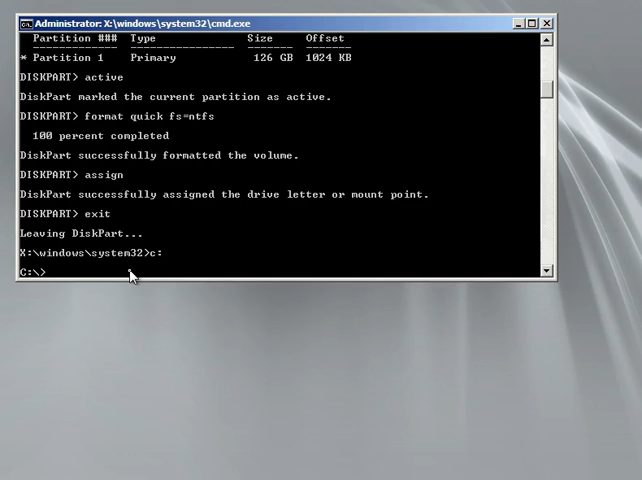 Administrator: X:\windows\system32\cmd.exe
Partition ### Type Size Offset
------------- ---------------- ------- -------
* Partition 1 Primary 126 GB 1024 KB
DISKPART> active
DiskPart marked the current partition as active.
DISKPART> format quick fs=ntfs
100 percent completed
DiskPart successfully formatted the volume.
DISKPART> assign
DiskPart successfully assigned the drive letter or mount point.
DISKPART> exit
Leaving DiskPart...
X:\windows\system32>c:
C:\>